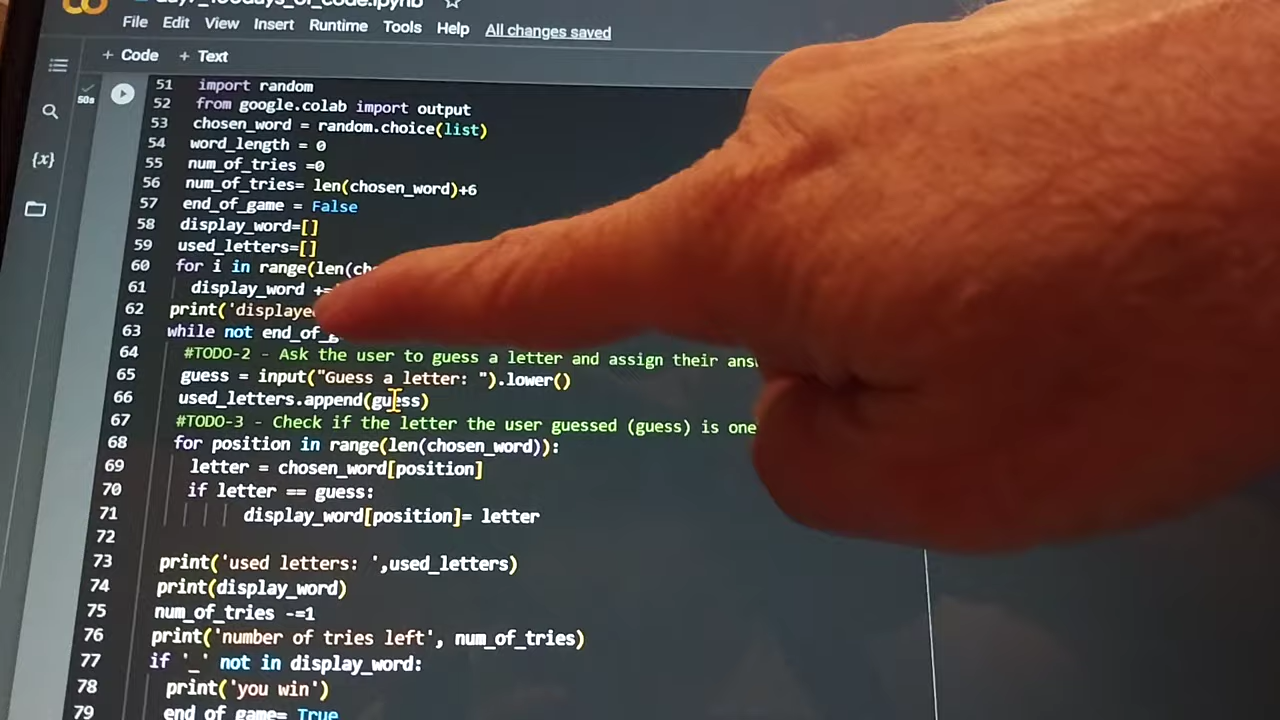 day7_100days_of_code.ipynb
File Edit View Insert Runtime Tools Help All changes saved
+ Code + Text
50s
51 import random
52 from google.colab import output
53 chosen_word = random.choice(list)
54 word_length = 0
55 num_of_tries =0
56 num_of_tries= len(chosen_word)+6
57 end_of_game = False
58 display_word=[]
59 used_letters=[]
60 for i in range(len(
61 display_word +=
62 print('displaye
63 while not end_of_g
64 #TODO-2 - Ask the user to guess a letter and assign their
65 guess = input("Guess a letter: ").lower()
66 used_letters.append(guess)
67 #TODO-3 - Check if the letter the user guessed (guess) is one
68 for position in range(len(chosen_word)):
69 letter = chosen_word[position]
70 if letter == guess:
71 display_word[position]= letter
72
73 print('used letters: ',used_letters)
74 print(display_word)
75 num_of_tries -=1
76 print('number of tries left', num_of_tries)
77 if '_' not in display_word:
78 print('you win')
79 end_of_game= True
{x}